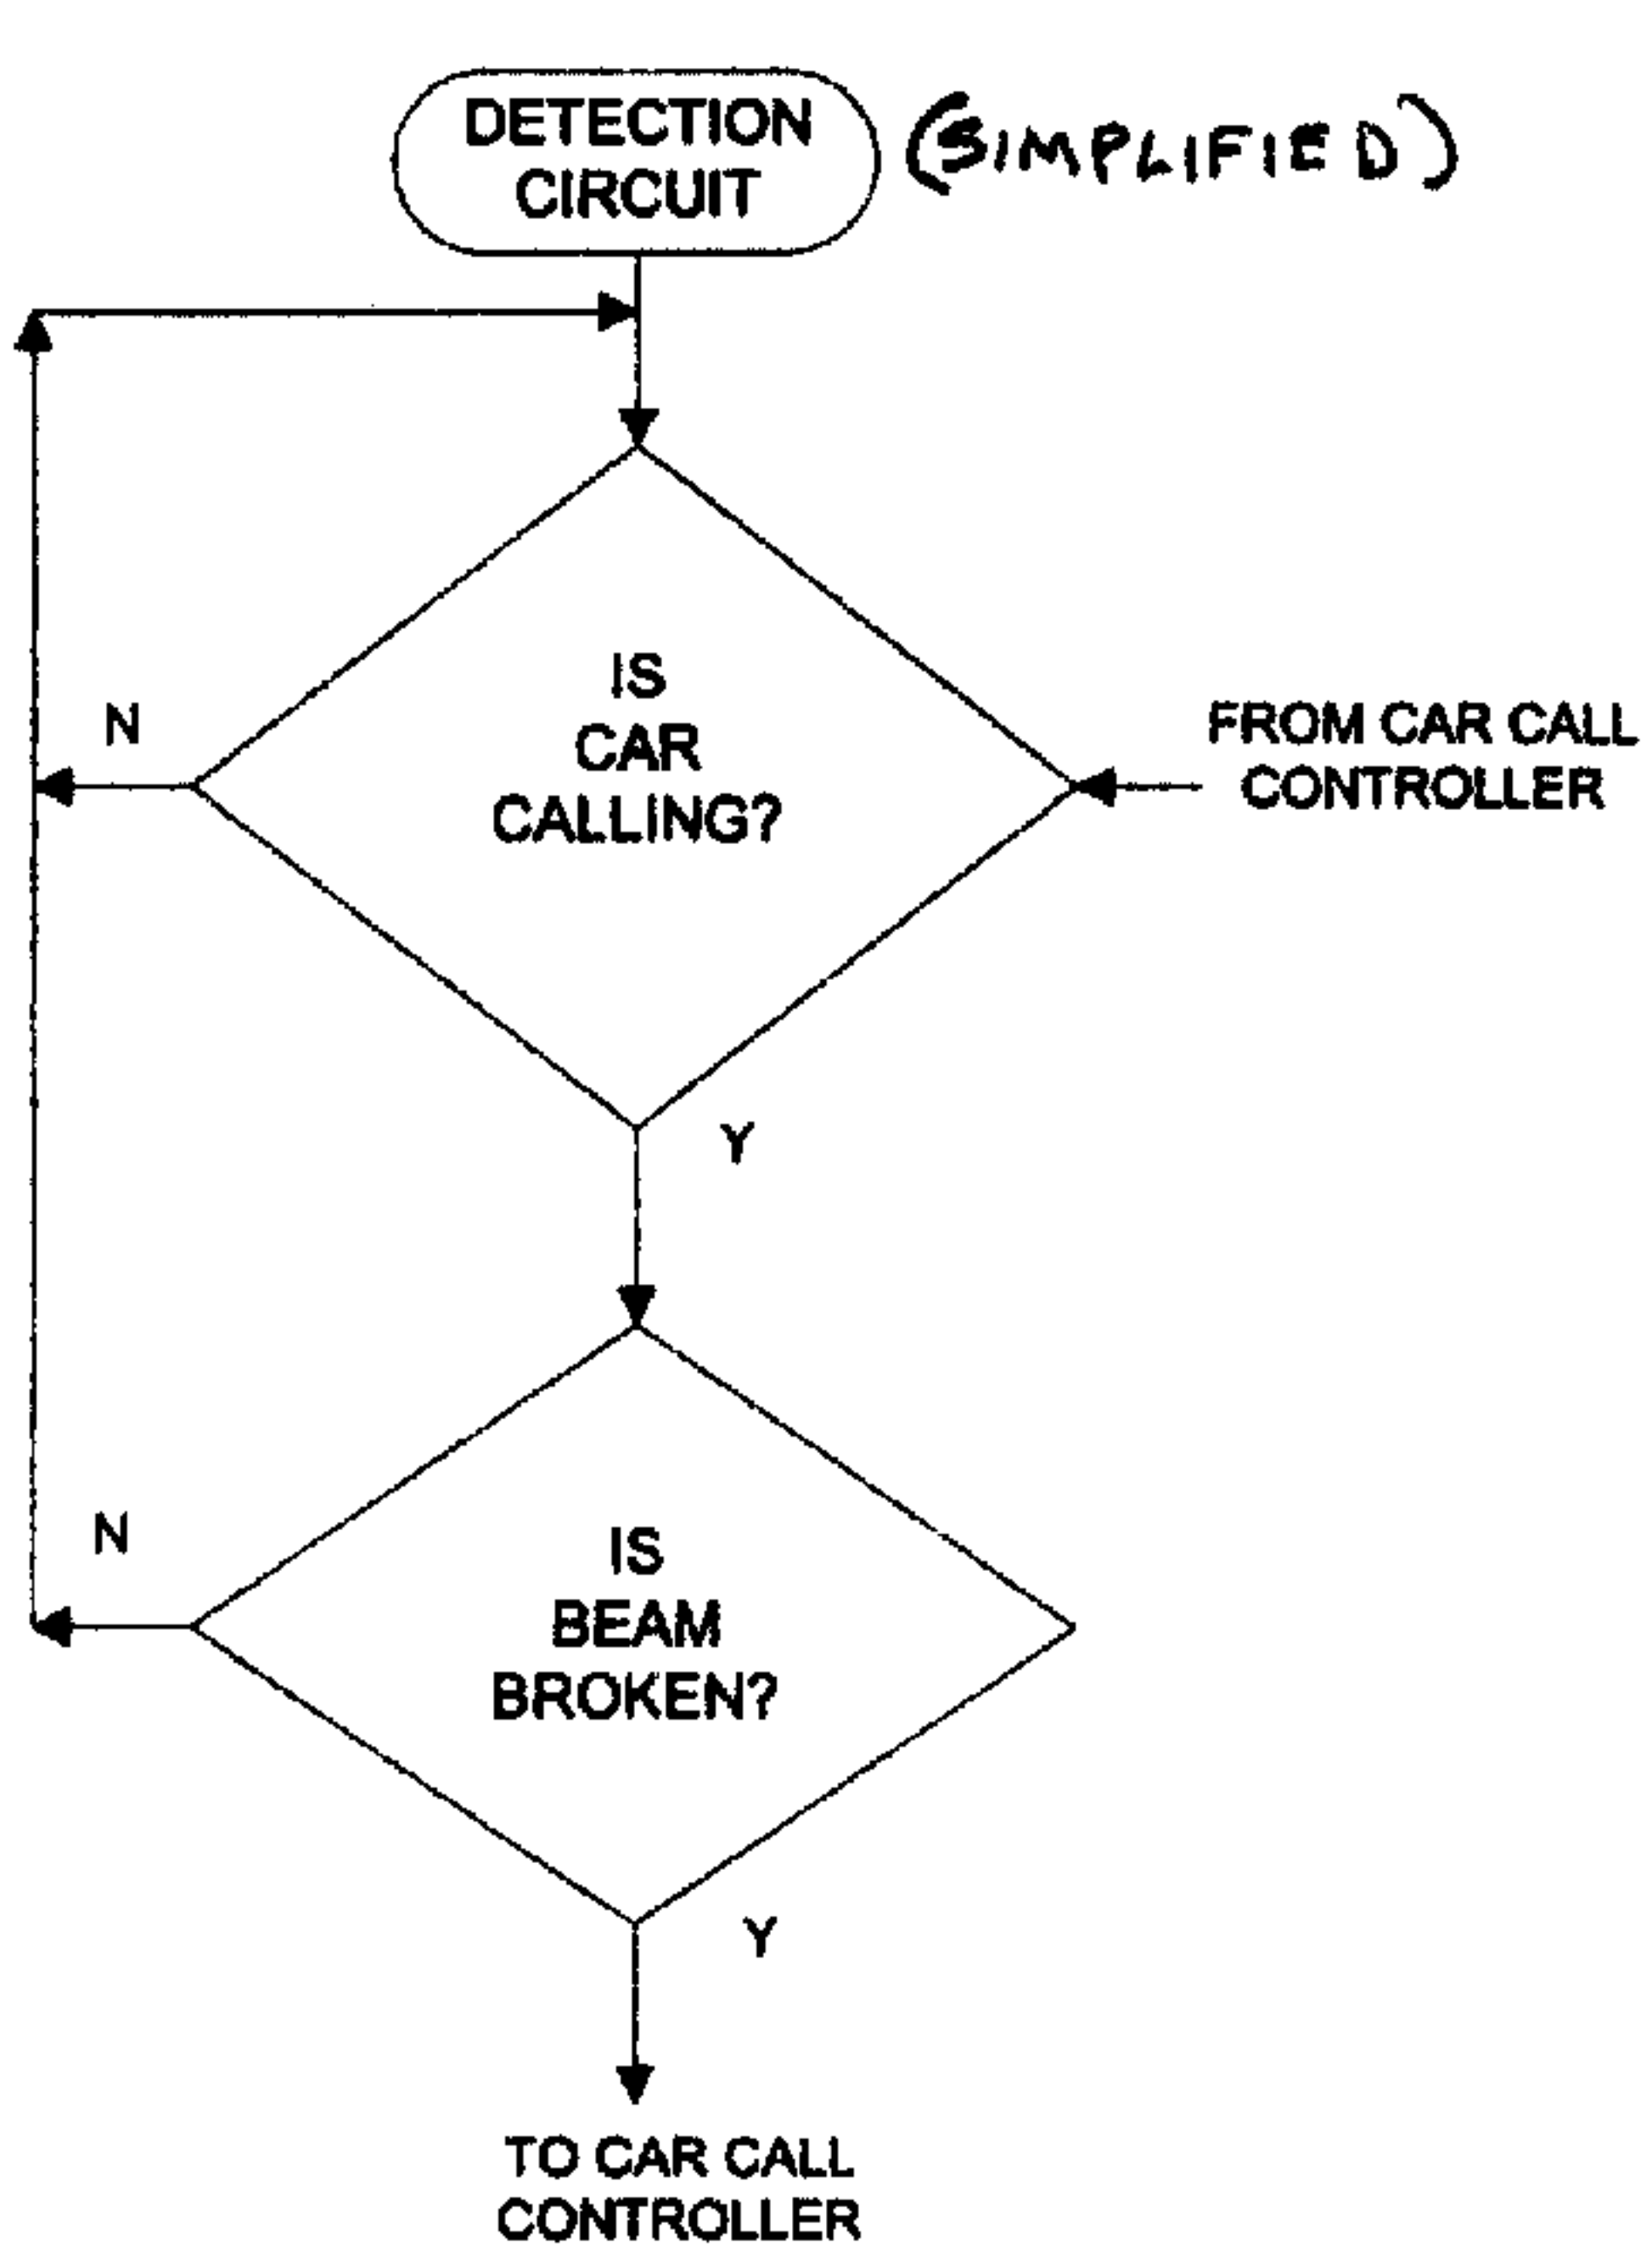 DETECTION
CIRCUIT
(SIMPLIFIED)
IS
CAR
CALLING?
N
FROM CAR CALL
CONTROLLER
Y
IS
BEAM
BROKEN?
N
Y
TO CAR CALL
CONTROLLER